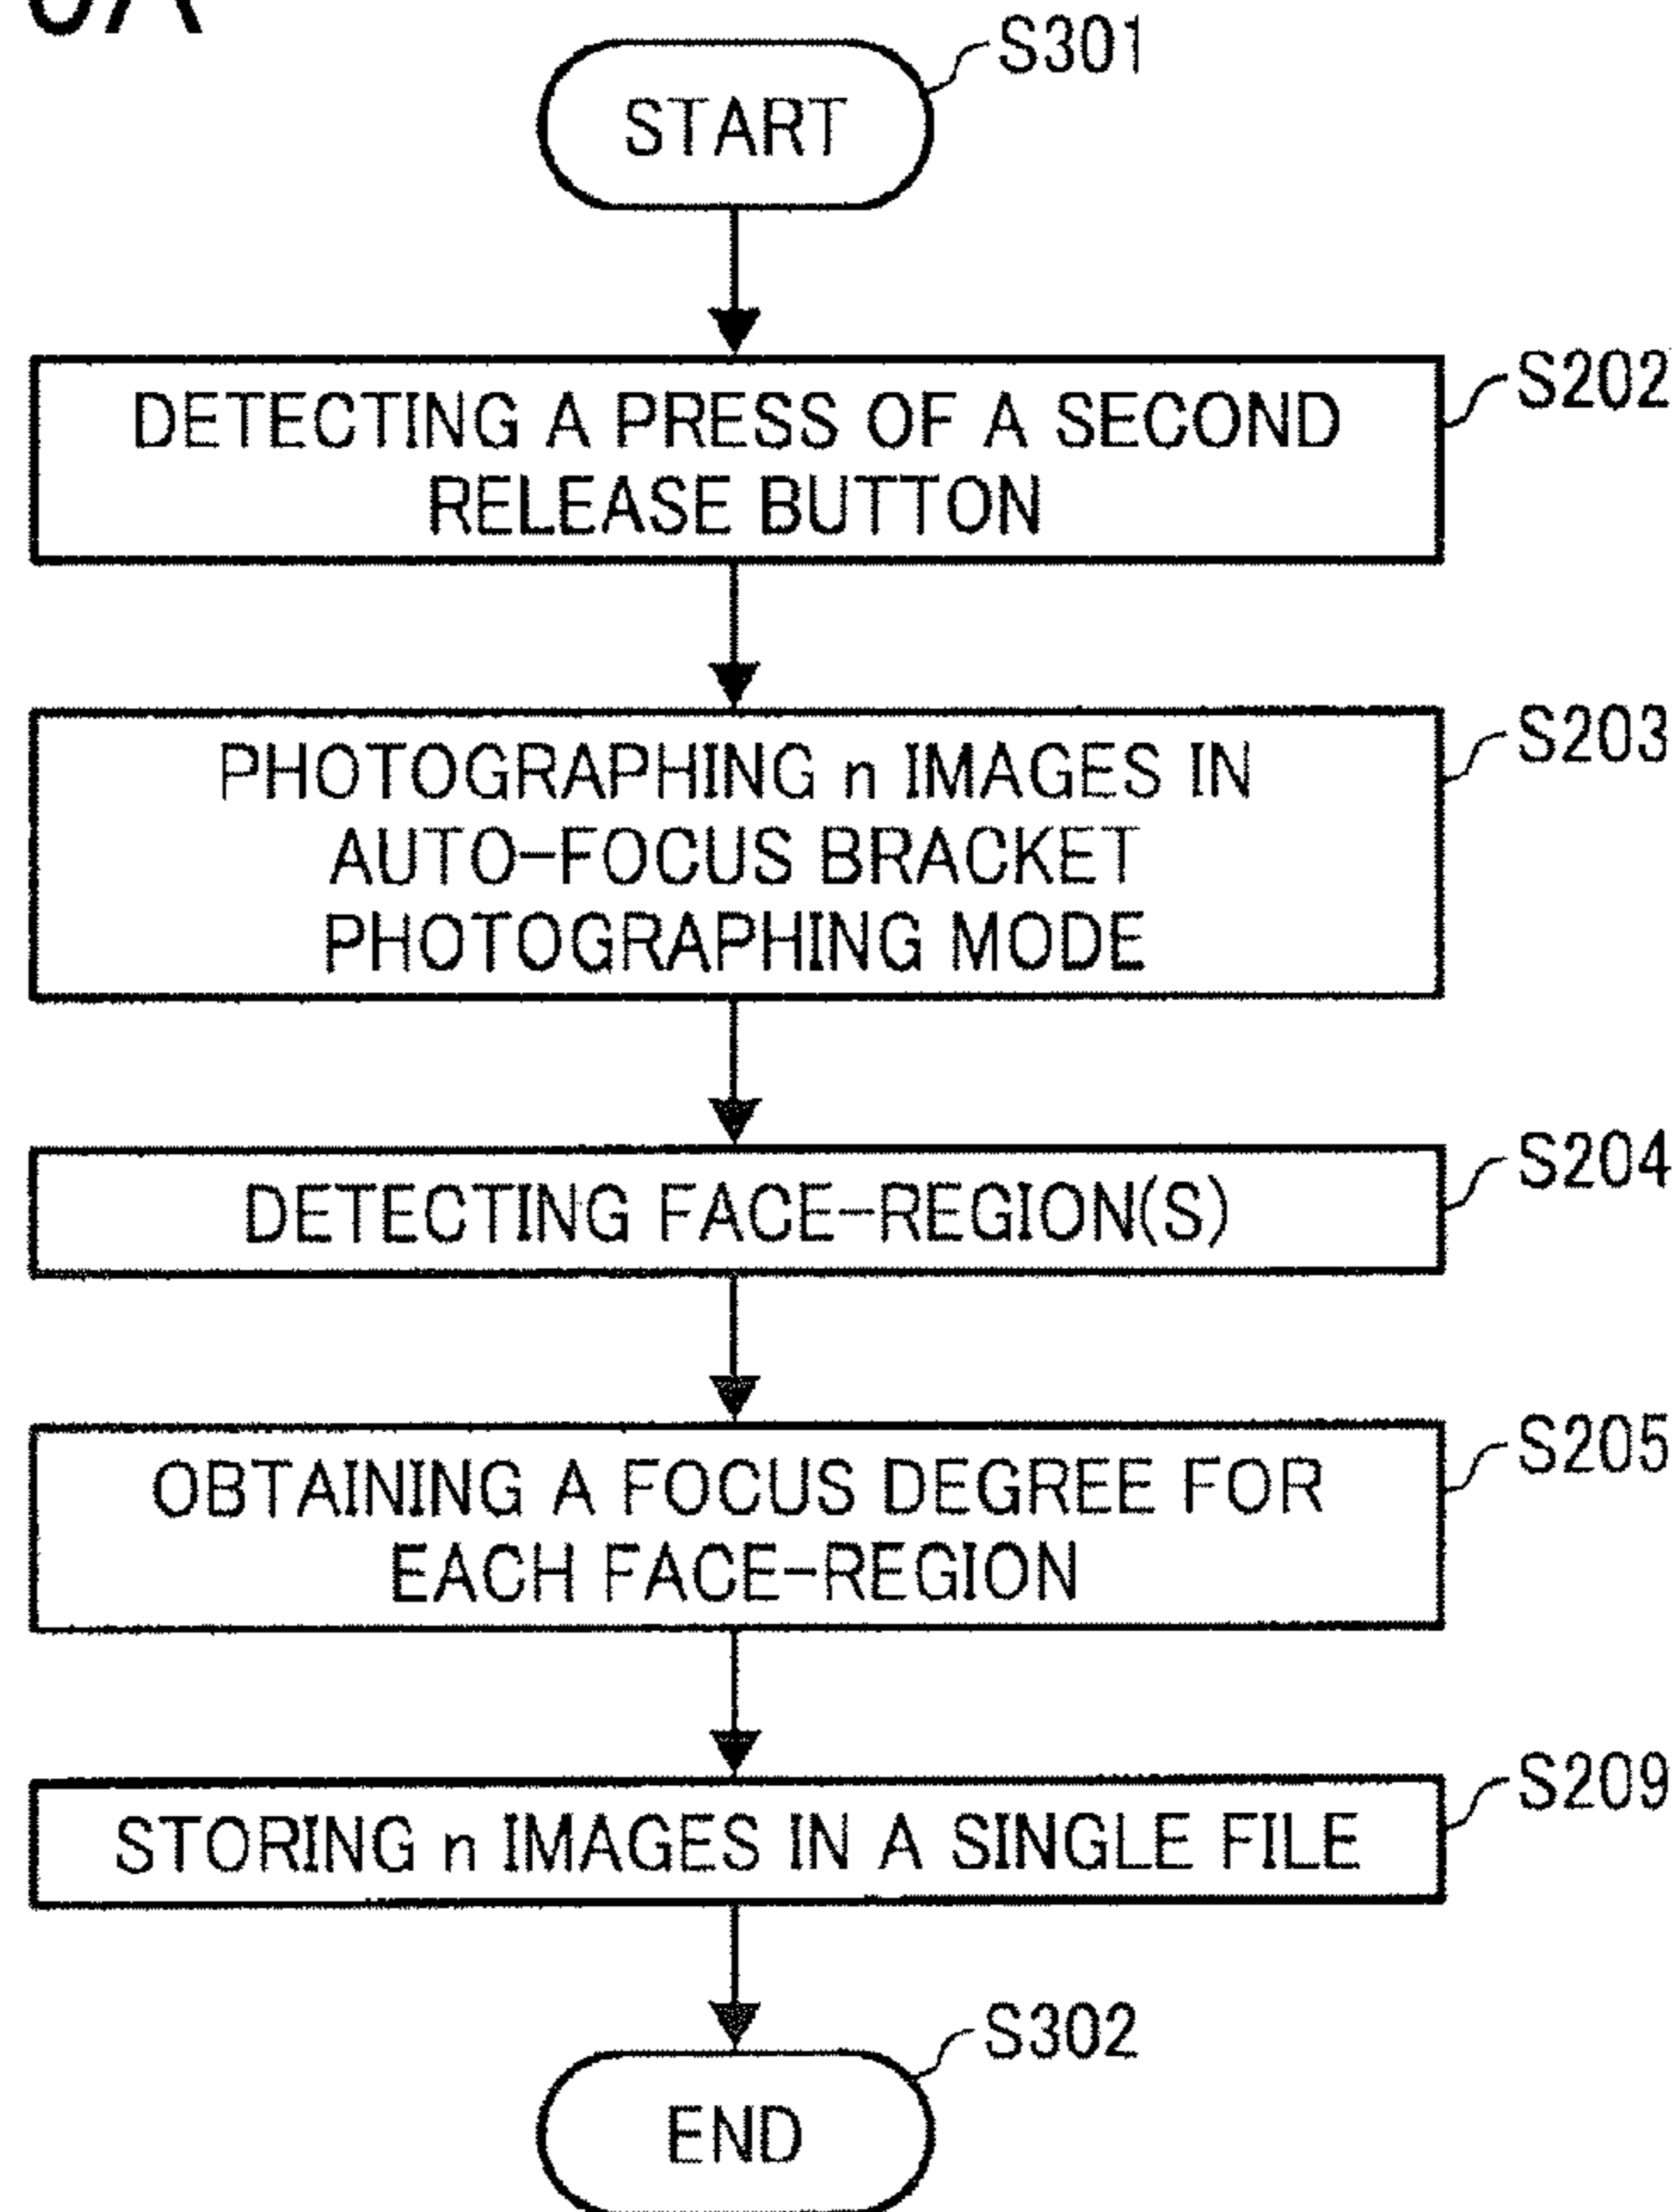 S301
START
S202
DETECTING A PRESS OF A SECOND
RELEASE BUTTON
S203
PHOTOGRAPHING n IMAGES IN
AUTO-FOCUS BRACKET
PHOTOGRAPHING MODE
S204
DETECTING FACE-REGION(S)
S205
OBTAINING A FOCUS DEGREE FOR
EACH FACE-REGION
S209
STORING n IMAGES IN A SINGLE FILE
S302
END